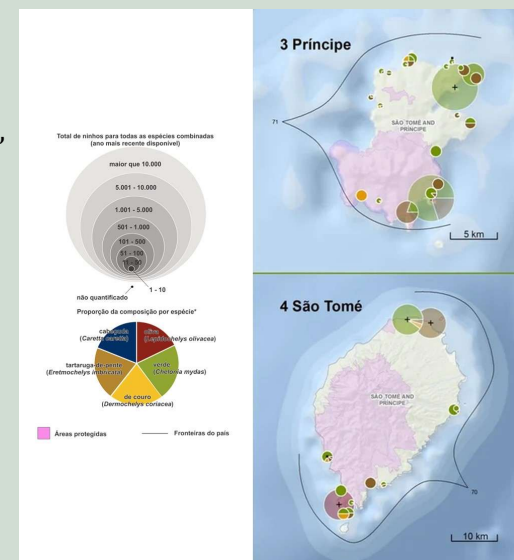 Total de ninhos para todas as espécies combinadas
(ano mais recente disponível)
maior que 10.000
5.001 - 10.000
1.001 - 5.000
501 - 1.000
101 - 500
51 - 100
1 - 10
não quantificado
Proporção da composição por espécie*
cabeçuda
(Caretta caretta)
oliva
(Lepidochelys olivacea)
tartaruga-de-pente
(Eretmochelys imbricata)
verde
(Chelonia mydas)
de couro
(Dermochelys coriacea)
Áreas protegidas
Fronteiras do país
3 Príncipe
71
SÃO TOMÉ AND
PRÍNCIPE
5 km
4 São Tomé
SÃO TOMÉ AND
PRÍNCIPE
70
10 km